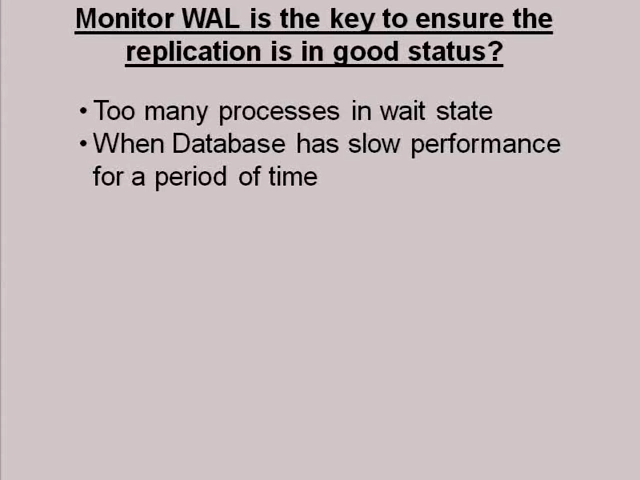 Monitor WAL is the key to ensure the
replication is in good status?
• Too many processes in wait state
• When Database has slow performance
for a period of time